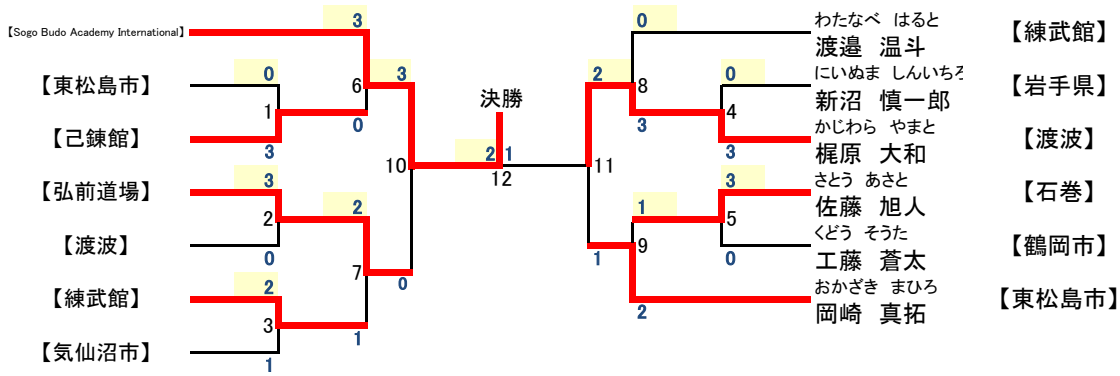 【Sogo Budo Academy International】
3
【東松島市】
0
1
6
3
0
【己錬館】
3
【弘前道場】
3
2
2
【渡波】
0
7
10
0
【練武館】
2
3
1
【気仙沼市】
1
決勝
2 1
12
わたなべ はると
渡邉 温斗
【練武館】
0
8
2
にいぬま しんいちろ
新沼 慎一郎
【岩手県】
0
4
3
かじわら やまと
梶原 大和
【渡波】
3
11
さとう あさと
佐藤 旭人
【石巻】
3
1
5
9
1
くどう そうた
工藤 蒼太
【鶴岡市】
0
おかざき まひろ
岡崎 真拓
【東松島市】
2